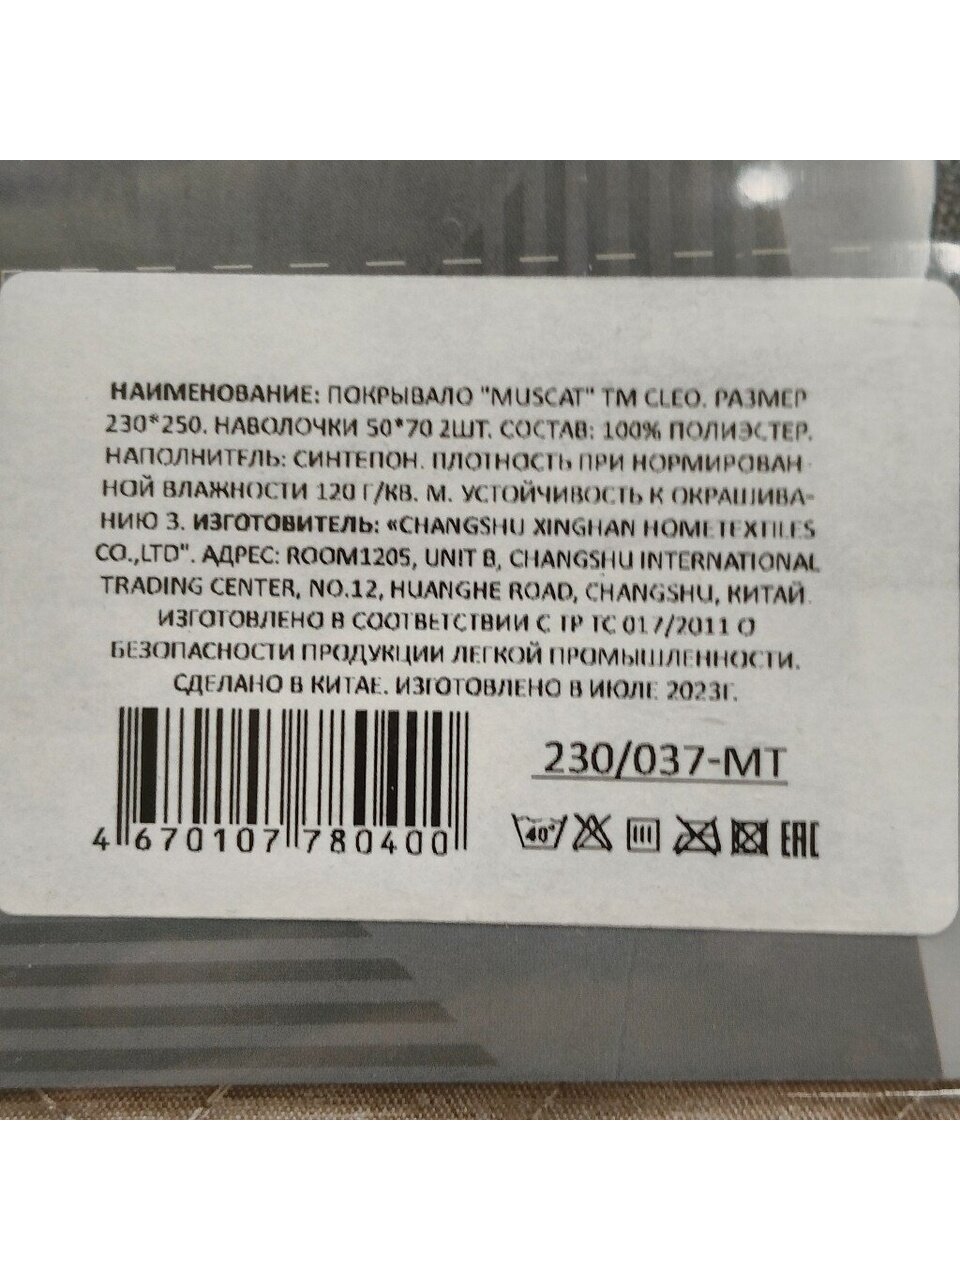 НАИМЕНОВАНИЕ: ПОКРЫВАЛО "MUSCAT" ТМ CLEO. РАЗМЕР
230*250. НАВОЛОЧКИ 50*70 2ШТ. СОСТАВ: 100% ПОЛИЭСТЕР.
НАПОЛНИТЕЛЬ: СИНТЕПОН. ПЛОТНОСТЬ ПРИ НОРМИРОВАН-
НОЙ ВЛАЖНОСТИ 120 Г/КВ. М. УСТОЙЧИВОСТЬ К ОКРАШИВА-
НИЮ 3. ИЗГОТОВИТЕЛЬ: «CHANGSHU XINGHAN HOMETEXTILES
CO.,LTD". АДРЕС: ROOM1205, UNIT B, CHANGSHU INTERNATIONAL
TRADING CENTER, NO.12, HUANGHE ROAD, CHANGSHU, КИТАЙ.
ИЗГОТОВЛЕНО В СООТВЕТСТВИИ С ТР ТС 017/2011 О
БЕЗОПАСНОСТИ ПРОДУКЦИИ ЛЕГКОЙ ПРОМЫШЛЕННОСТИ.
СДЕЛАНО В КИТАЕ. ИЗГОТОВЛЕНО В ИЮЛЕ 2023Г.
230/037-МТ
4 670107 780400
40° EAC